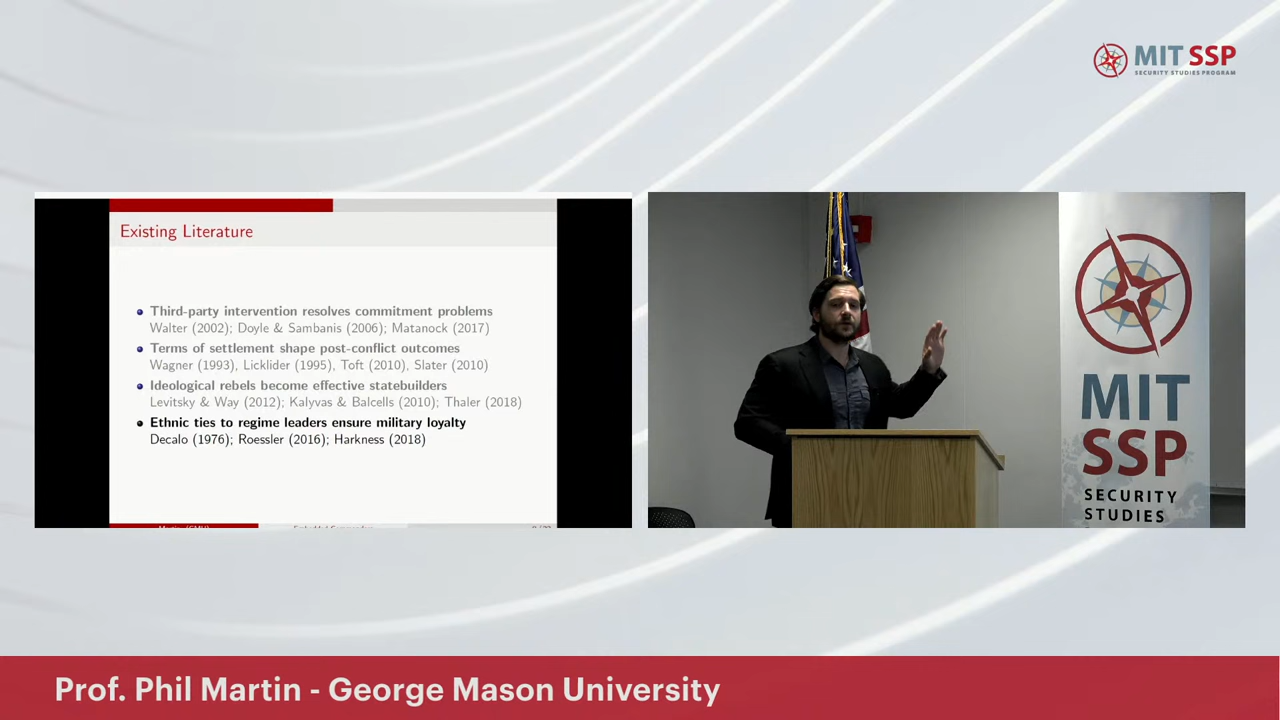 MIT SSP
SECURITY STUDIES PROGRAM
Existing Literature
Third-party intervention resolves commitment problems
Walter (2002); Doyle & Sambanis (2006); Matanock (2017)
Terms of settlement shape post-conflict outcomes
Wagner (1993), Licklider (1995), Toft (2010), Slater (2010)
Ideological rebels become effective statebuilders
Levitsky & Way (2012); Kalyvas & Balcells (2010); Thaler (2018)
Ethnic ties to regime leaders ensure military loyalty
Decalo (1976); Roessler (2016); Harkness (2018)
MIT
SSP
SECURITY
STUDIES
Prof. Phil Martin - George Mason University